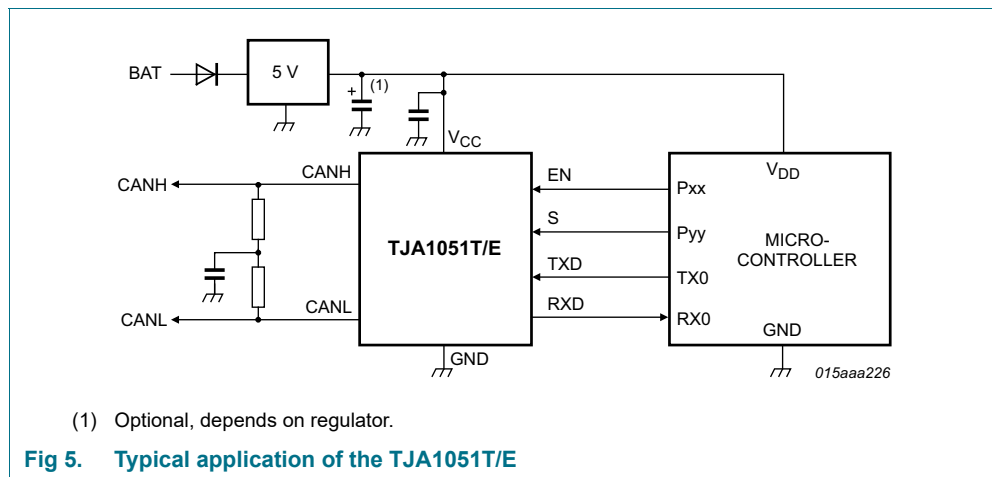 BAT
5 V
+
(1)
VCC
VDD
CANH
CANH
EN
Pxx
S
Pyy
TJA1051T/E
MICRO-
CONTROLLER
TXD
TX0
RXD
RX0
CANL
CANL
GND
GND
015aaa226
(1) Optional, depends on regulator.
Fig 5. Typical application of the TJA1051T/E